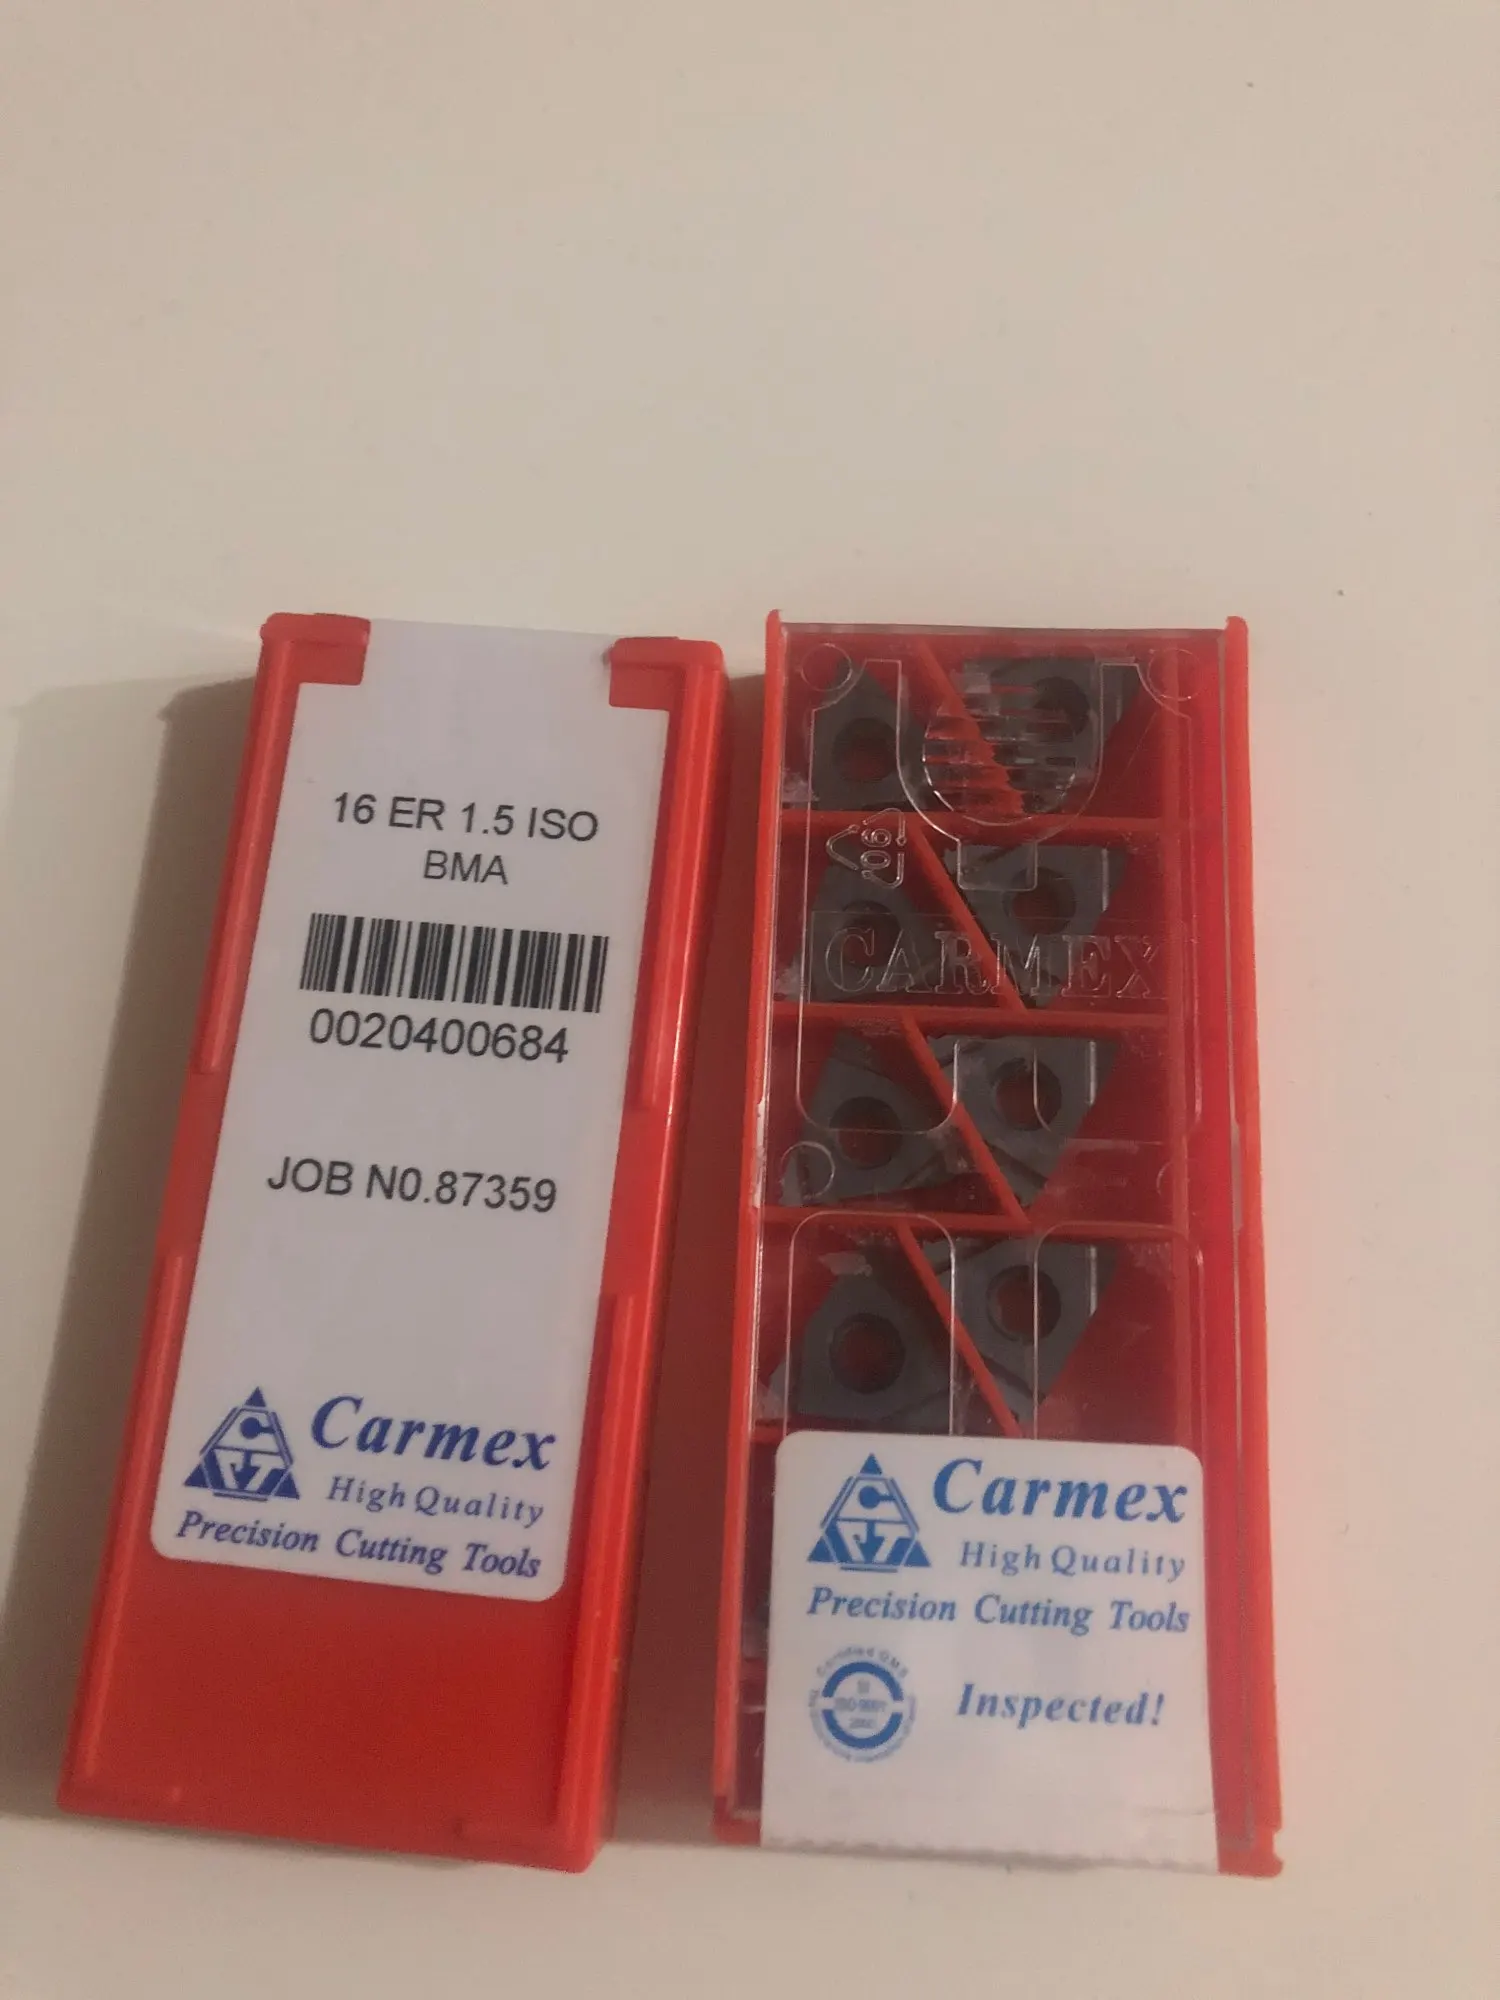 16 ER 1.5 ISO
BMA
0020400684
JOB N0.87359
Carmex
High Quality
Precision Cutting Tools
06
CARMEX
Carmex
High Quality
Precision Cutting Tools
Inspected!